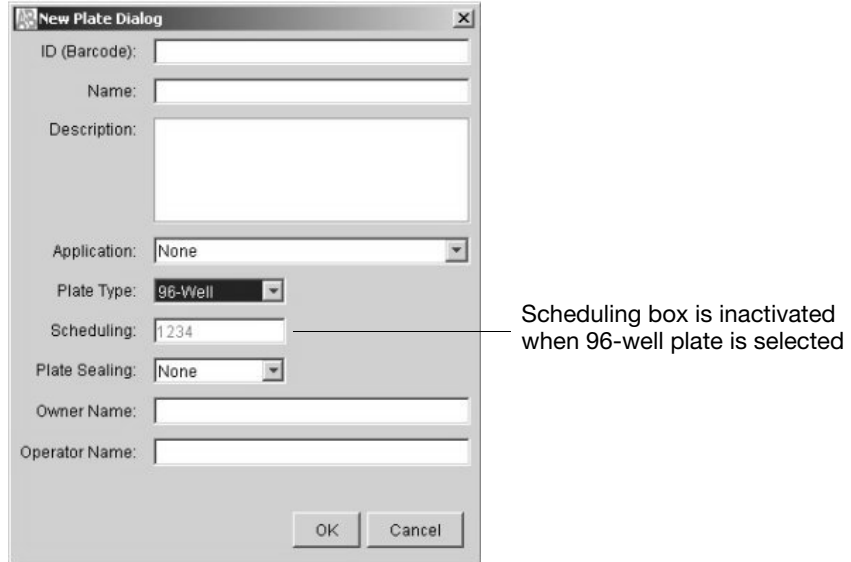 New Plate Dialog
ID (Barcode):
Name:
Description:
Application: None
Plate Type: 96-Well
Scheduling: 1234
Scheduling box is inactivated
when 96-well plate is selected
Plate Sealing: None
Owner Name:
Operator Name:
OK Cancel